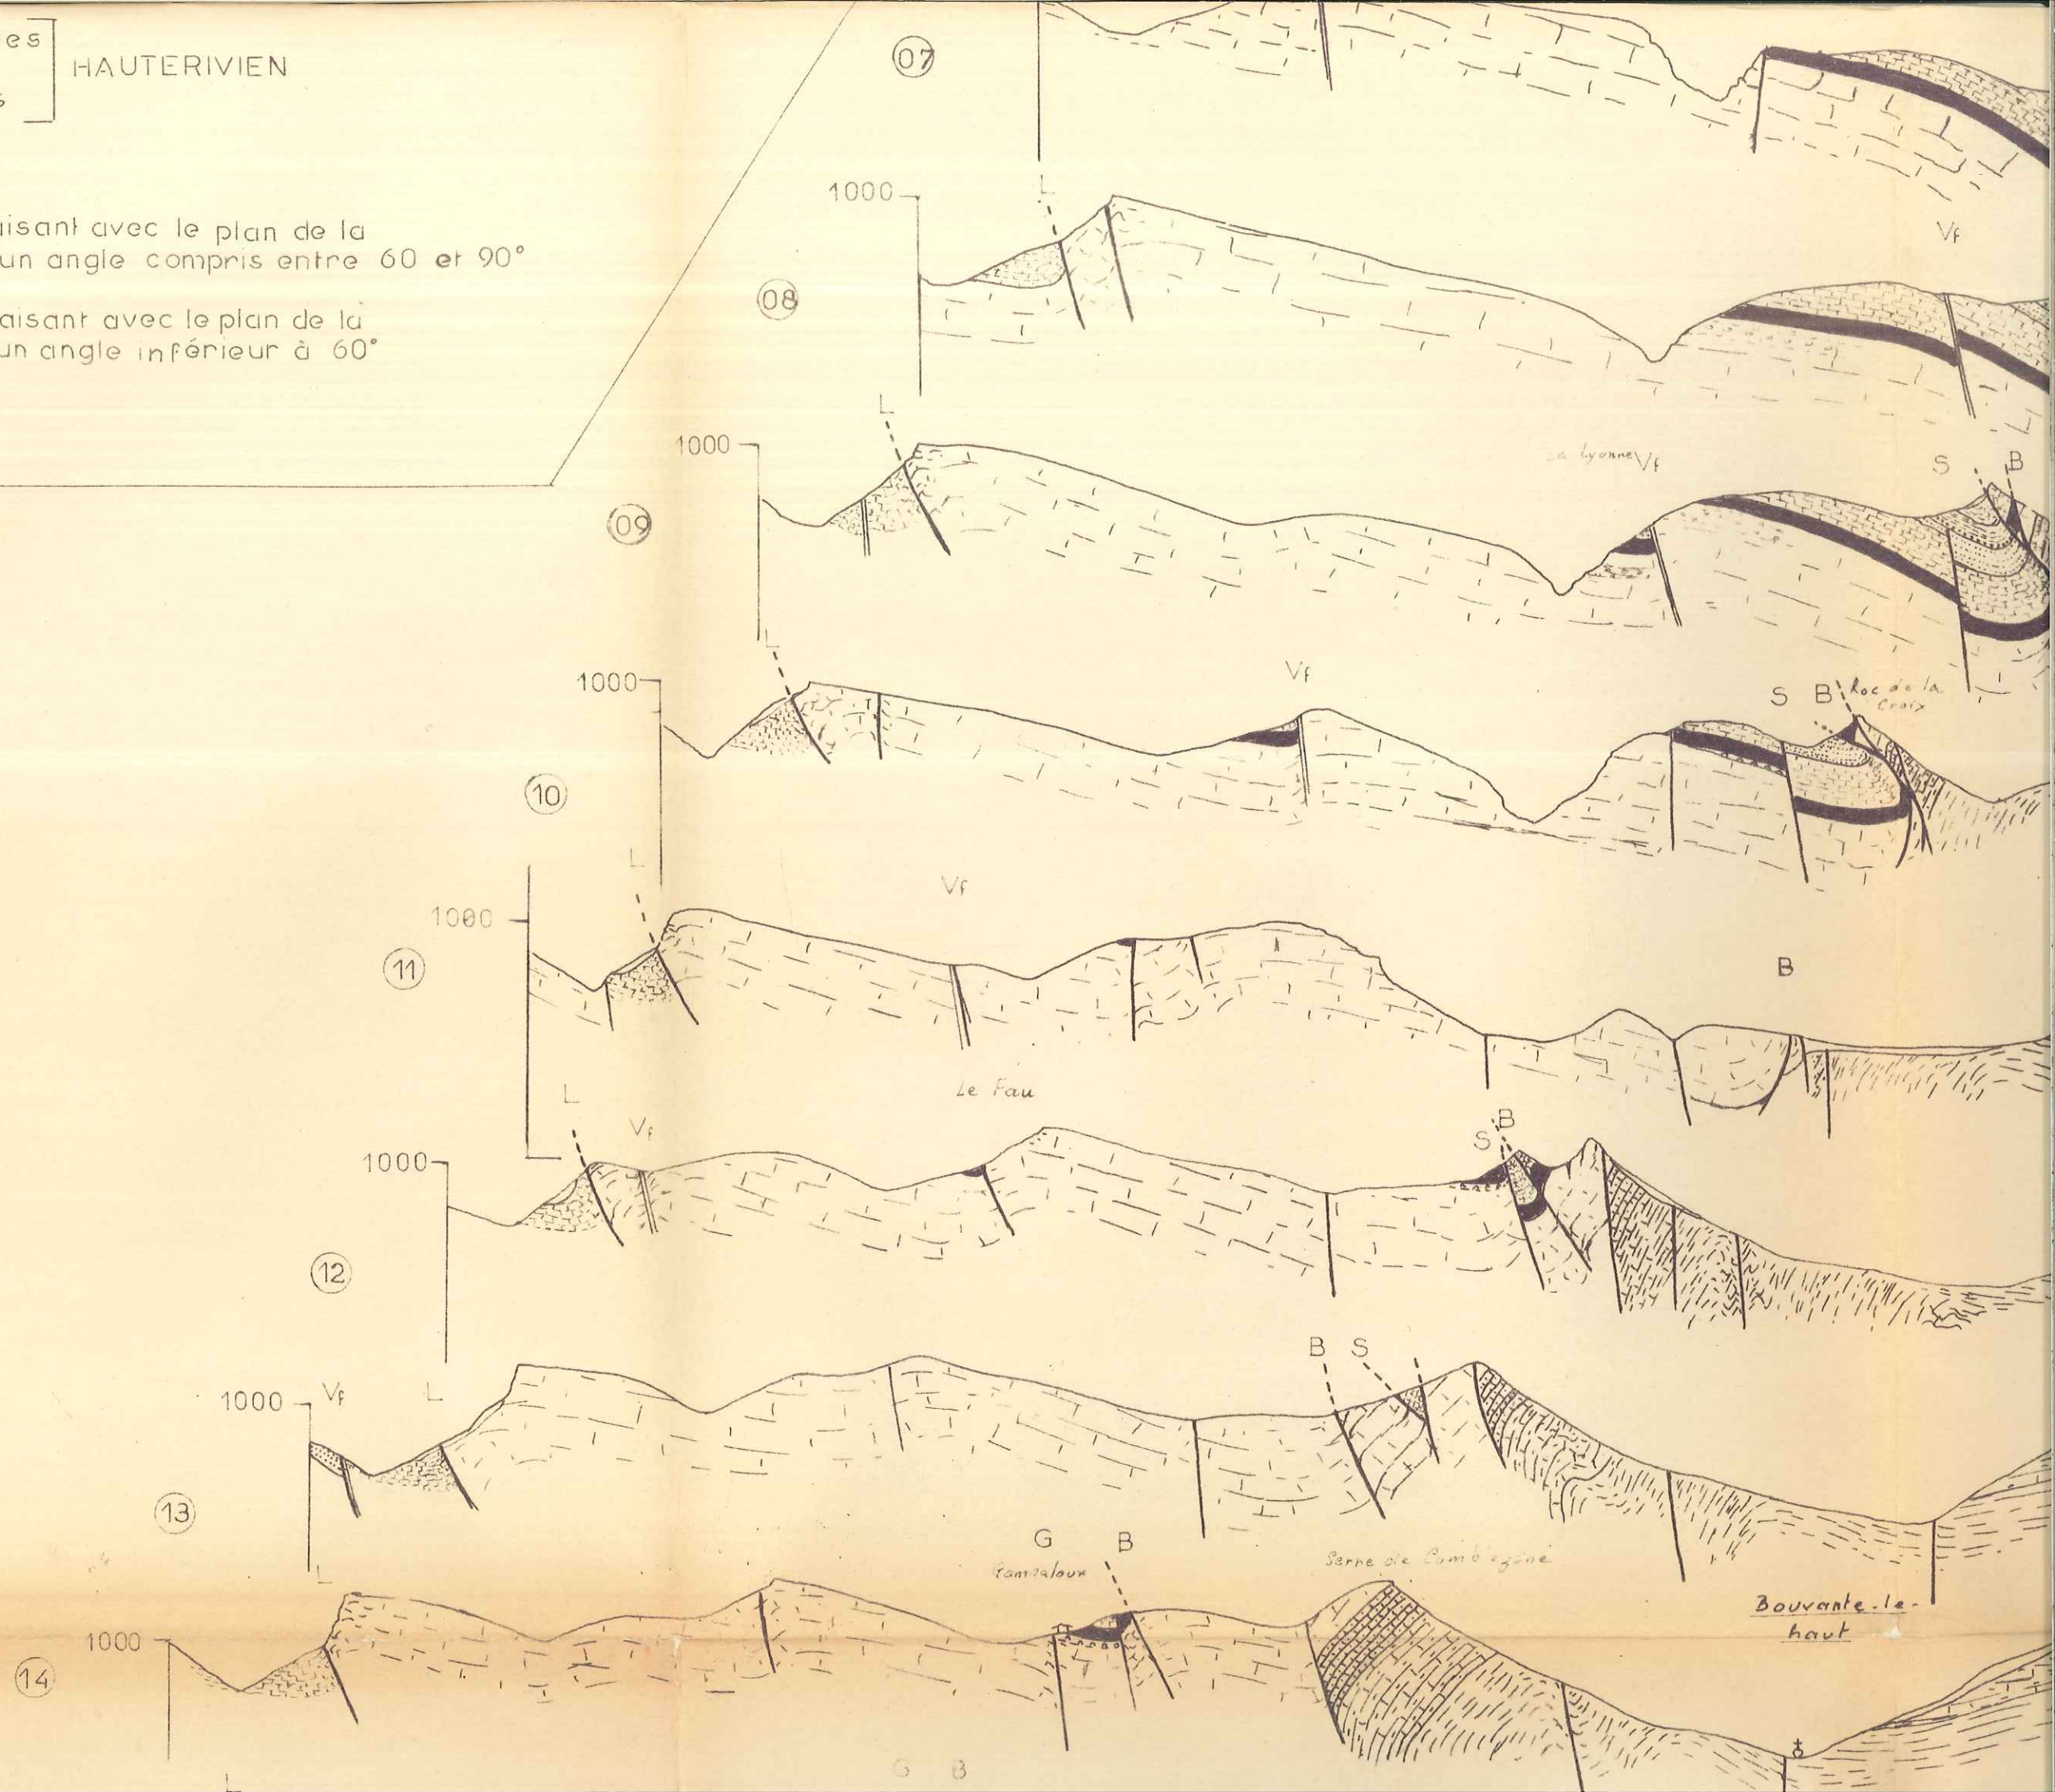 es
HAUTERIVIEN
s
isant avec le plan de la
un angle compris entre 60 et 90°
aisant avec le plan de la
un angle inférieur à 60°
07
L
1000
Vf
08
L
1000
La Lyonne Vf
S B
09
L
1000
Vf
S B Roc de la
Croix
10
L
Vf
1000
B
11
Le Fau
L
Vf
B
S
1000
12
B S
1000 Vf L
13
G B
Serre de
L
Bouvante-le-
haut
1000
14
G B
L